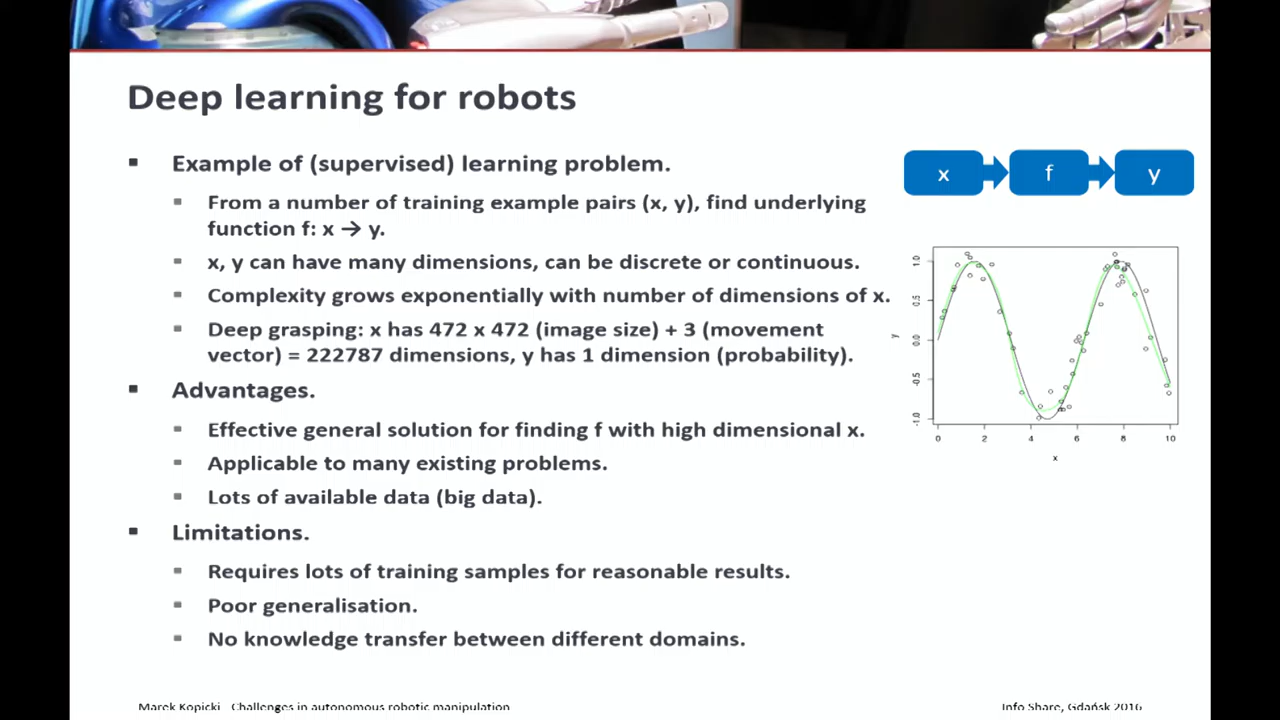 Deep learning for robots
Example of (supervised) learning problem.
From a number of training example pairs (x, y), find underlying
function f: x → y.
x, y can have many dimensions, can be discrete or continuous.
Complexity grows exponentially with number of dimensions of x.
Deep grasping: x has 472 x 472 (image size) + 3 (movement
vector) = 222787 dimensions, y has 1 dimension (probability).
Advantages.
Effective general solution for finding f with high dimensional x.
Applicable to many existing problems.
Lots of available data (big data).
Limitations.
Requires lots of training samples for reasonable results.
Poor generalisation.
No knowledge transfer between different domains.
x f y
1.0
0.5
0.0
-0.5
-1.0
y
0 2 4 6 8 10
x
Marek Kopicki Challenges in autonomous robotic manipulation
Info Share, Gdańsk 2016